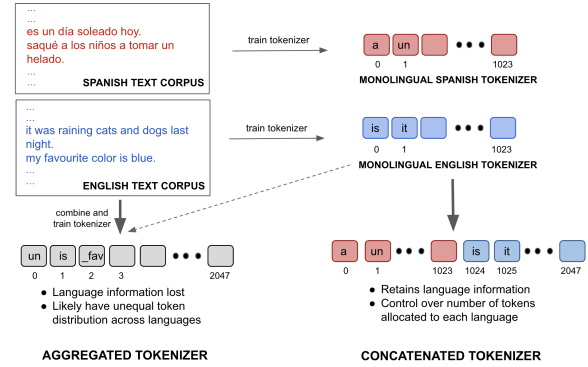 ...
...
es un día soleado hoy.
saqué a los niños a tomar un
helado.
...
...
SPANISH TEXT CORPUS
train tokenizer
a un
0 1 1023
MONOLINGUAL SPANISH TOKENIZER
...
...
it was raining cats and dogs last
night.
my favourite color is blue.
...
...
ENGLISH TEXT CORPUS
train tokenizer
is it
0 1 1023
MONOLINGUAL ENGLISH TOKENIZER
combine and
train tokenizer
un is _fav
0 1 2 3 2047
● Language information lost
● Likely have unequal token
distribution across languages
AGGREGATED TOKENIZER
a un is it
0 1 1023 1024 1025 2047
● Retains language information
● Control over number of tokens
allocated to each language
CONCATENATED TOKENIZER